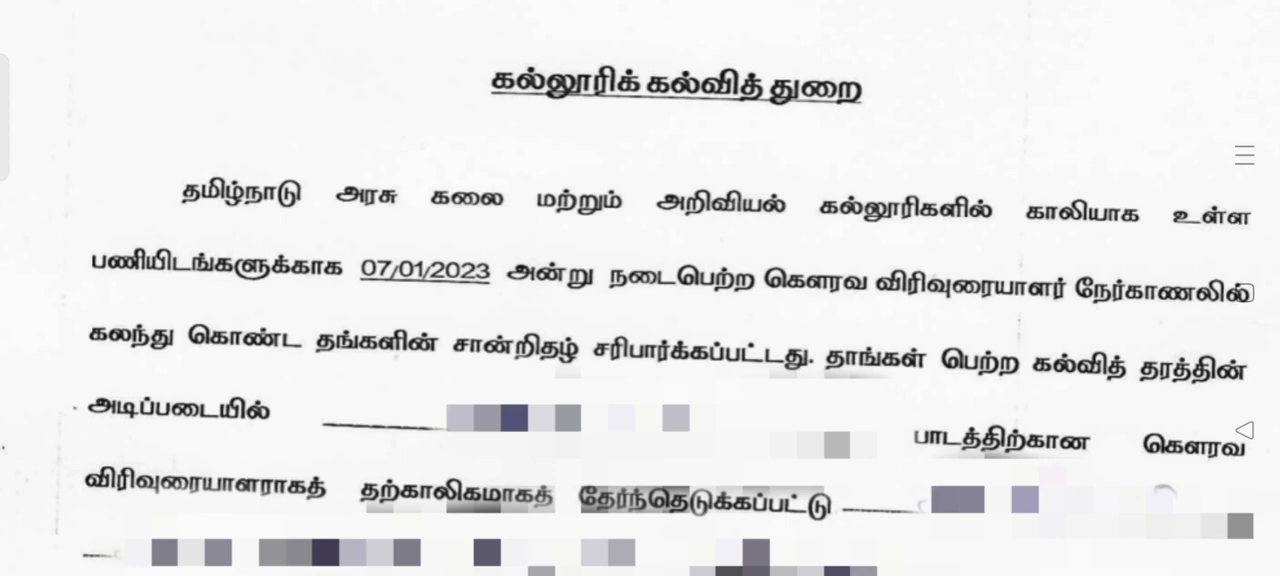 கல்லூரிக் கல்வித் துறை
தமிழ்நாடு அரசு கலை மற்றும் அறிவியல் கல்லூரிகளில் காலியாக உள்ள
பணியிடங்களுக்காக 07/01/2023 அன்று நடைபெற்ற கௌரவ விரிவுரையாளர் நேர்காணலில்
கலந்து கொண்ட தங்களின் சான்றிதழ் சரிபார்க்கப்பட்டது. தாங்கள் பெற்ற கல்வித் தரத்தின்
அடிப்படையில் பாடத்திற்கான கௌரவ
விரிவுரையாளராகத் தற்காலிகமாகத் தேர்ந்தெடுக்கப்பட்டு